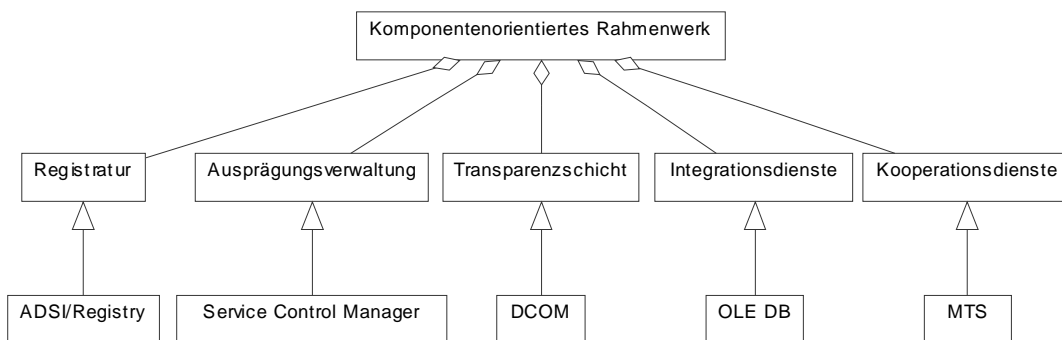 Komponentenorientiertes Rahmenwerk
Registratur
Ausprägungsverwaltung
Transparenzschicht
Integrationsdienste
Kooperationsdienste
ADSI/Registry
Service Control Manager
DCOM
OLE DB
MTS